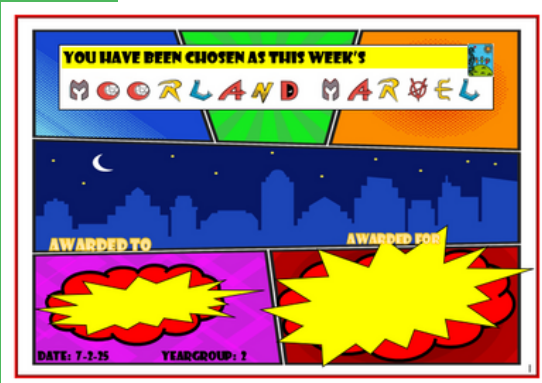 YOU HAVE BEEN CHOSEN AS THIS WEEK'S
MOORLAND MARVEL
AWARDED TO
AWARDED FOR
DATE: 7-2-25 YEARGROUP: 2